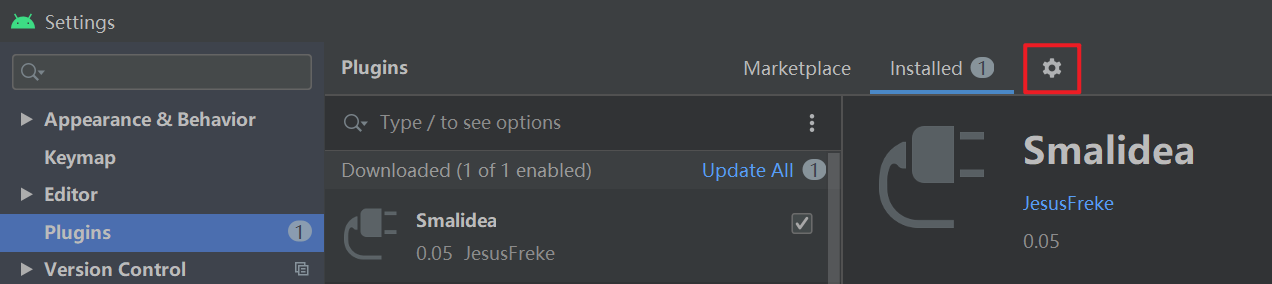 Settings
Plugins
Marketplace
Installed 1
Type / to see options
Appearance & Behavior
Keymap
Editor
Plugins 1
Version Control
Downloaded (1 of 1 enabled)
Update All 1
Smalidea
0.05 JesusFreke
Smalidea
JesusFreke
0.05